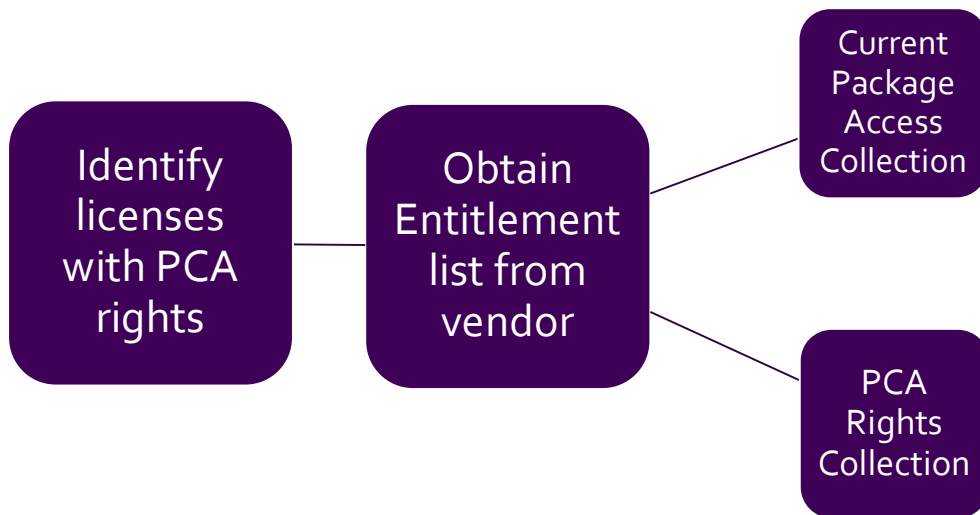 Identify
licenses
with PCA
rights
Obtain
Entitlement
list from
vendor
Current
Package
Access
Collection
PCA
Rights
Collection